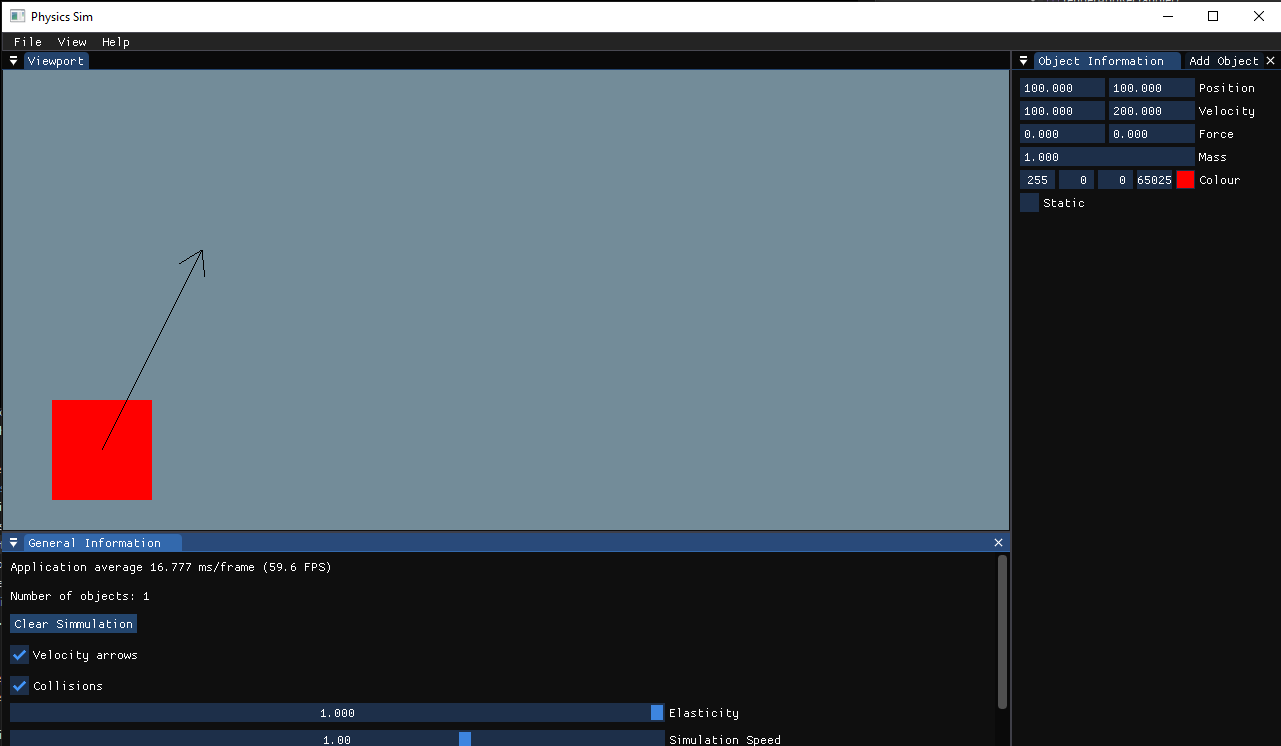 Physics Sim
File View Help
Viewport
Object Information Add Object
100.000 100.000 Position
100.000 200.000 Velocity
0.000 0.000 Force
1.000 Mass
255 0 0 65025 Colour
Static
General Information
Application average 16.777 ms/frame (59.6 FPS)
Number of objects: 1
Clear Simmulation
Velocity arrows
Collisions
1.000 Elasticity
1.00 Simulation Speed